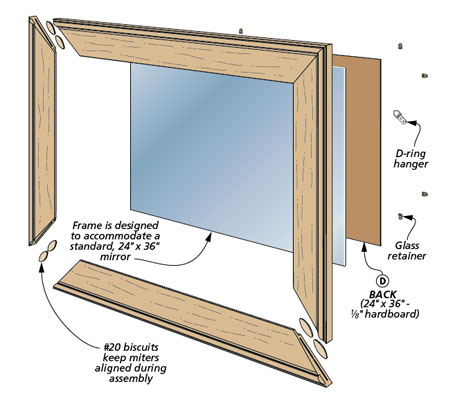 D-ring
hanger
Frame is designed
to accommodate a
standard, 24" x 36"
mirror
Glass
retainer
D
BACK
(24" x 36" -
⅛" hardboard)
#20 biscuits
keep miters
aligned during
assembly